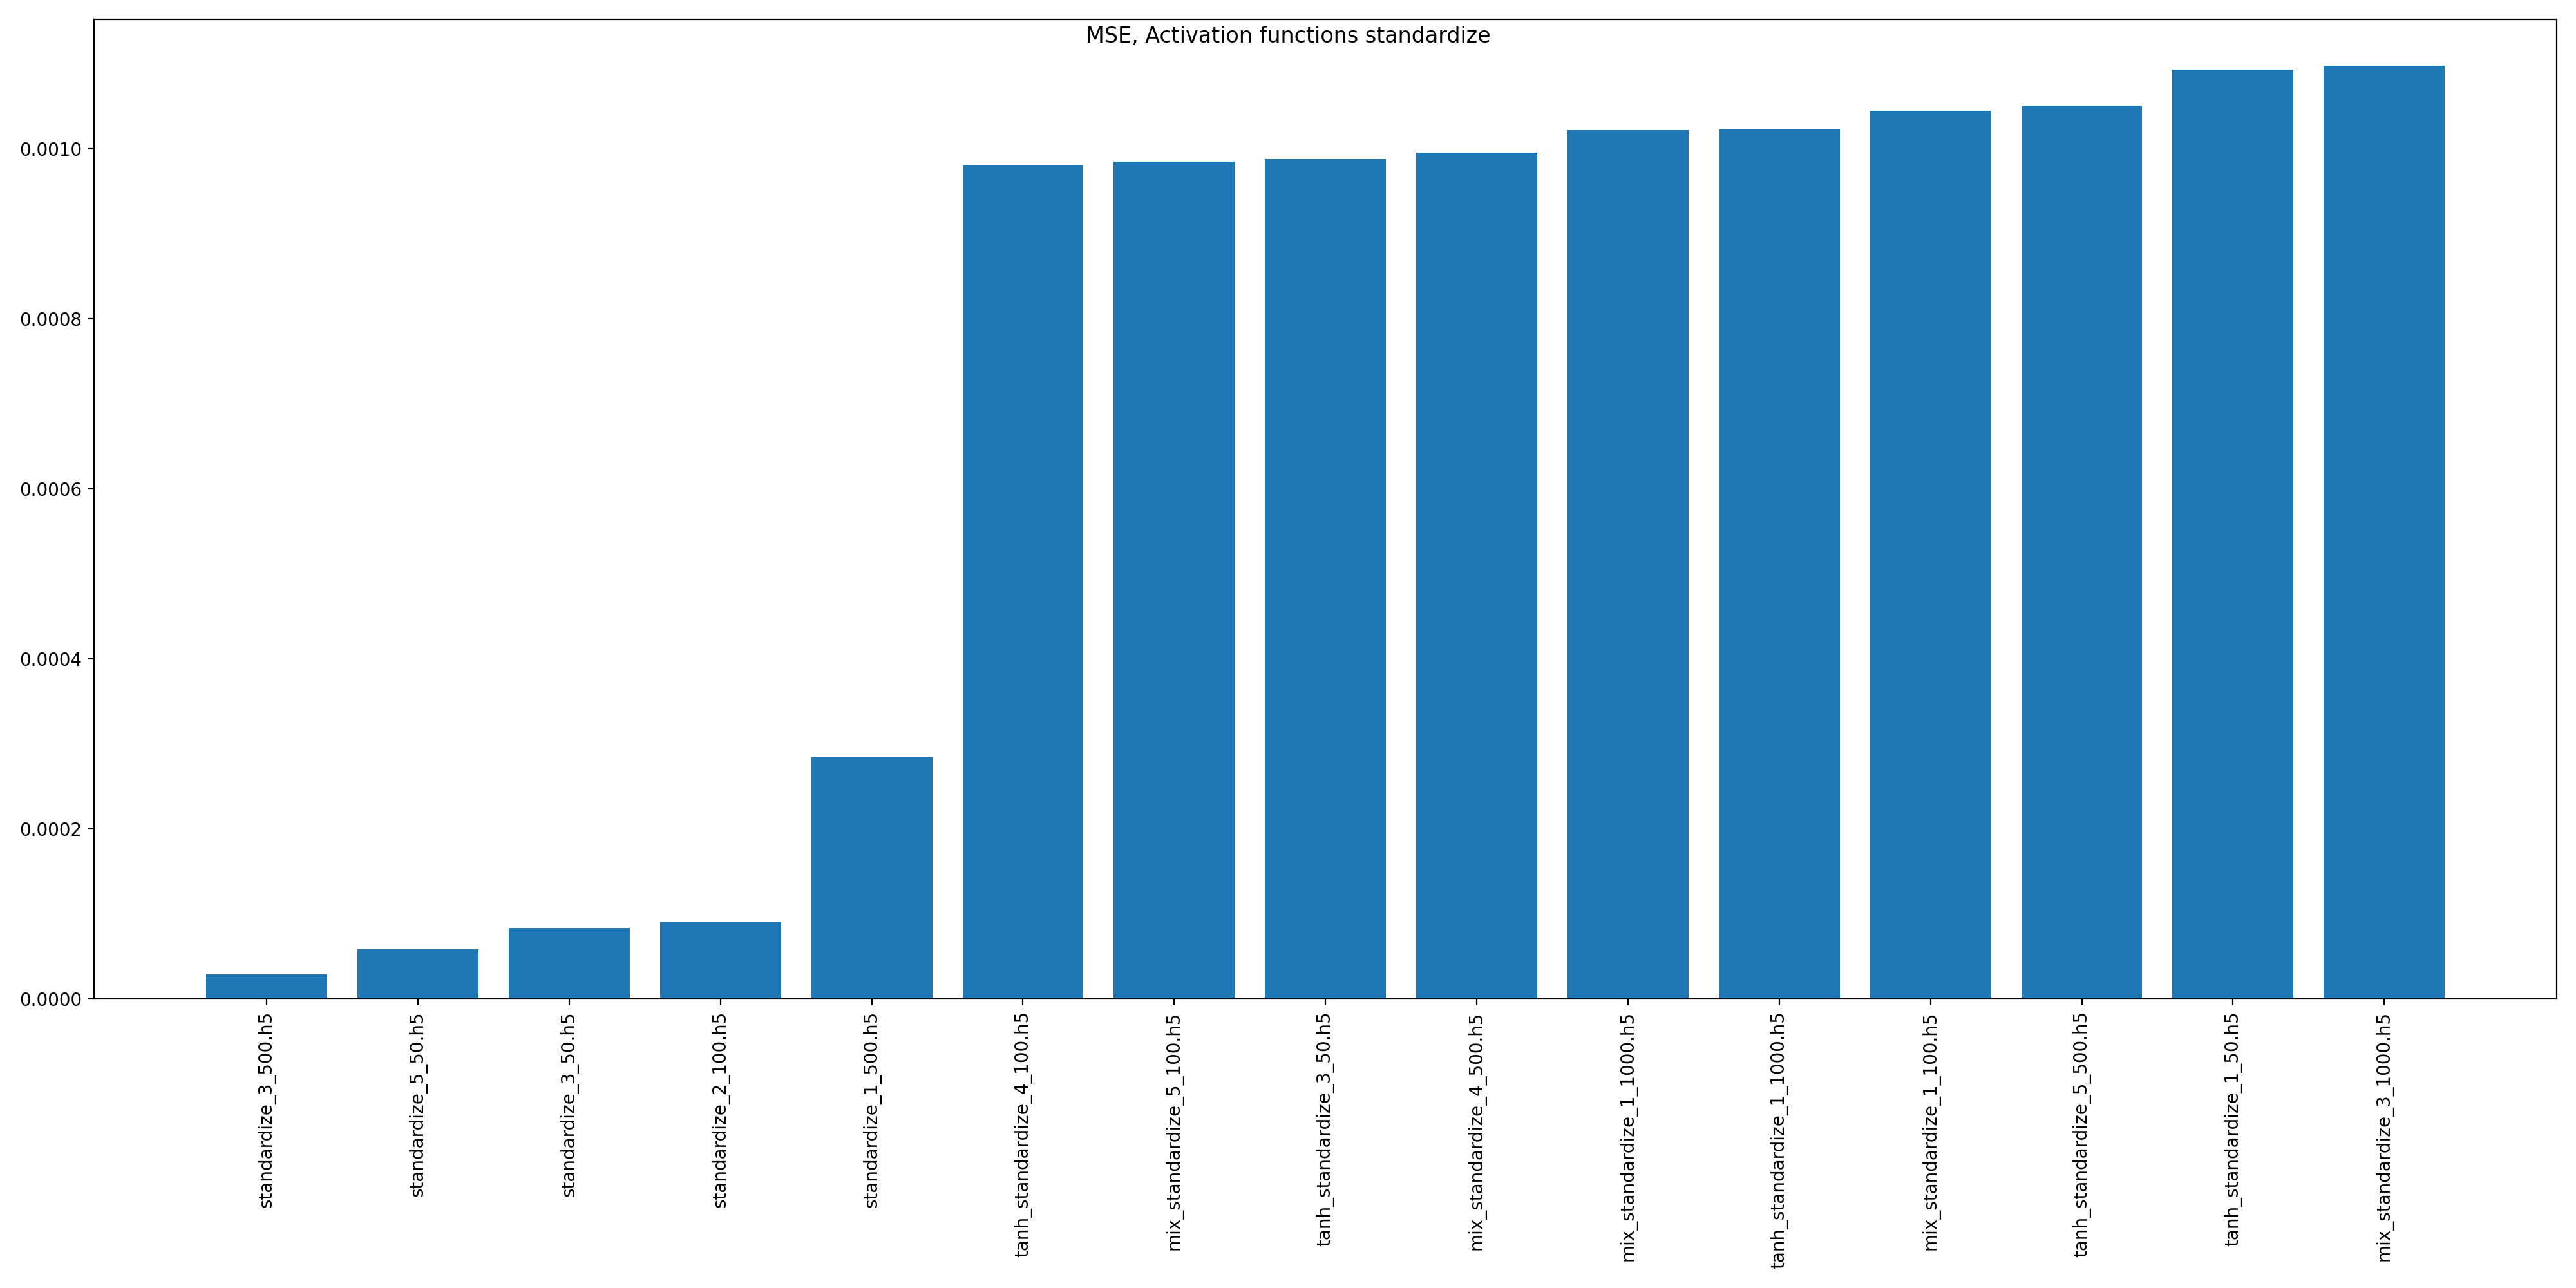 MSE, Activation functions standardize
0.0010
0.0008
0.0006
0.0004
0.0002
0.0000
standardize_3_500.h5
standardize_5_50.h5
standardize_3_50.h5
standardize_2_100.h5
standardize_1_500.h5
tanh_standardize_4_100.h5
mix_standardize_5_100.h5
tanh_standardize_3_50.h5
mix_standardize_4_500.h5
mix_standardize_1_1000.h5
tanh_standardize_1_1000.h5
mix_standardize_1_100.h5
tanh_standardize_5_500.h5
tanh_standardize_1_50.h5
mix_standardize_3_1000.h5